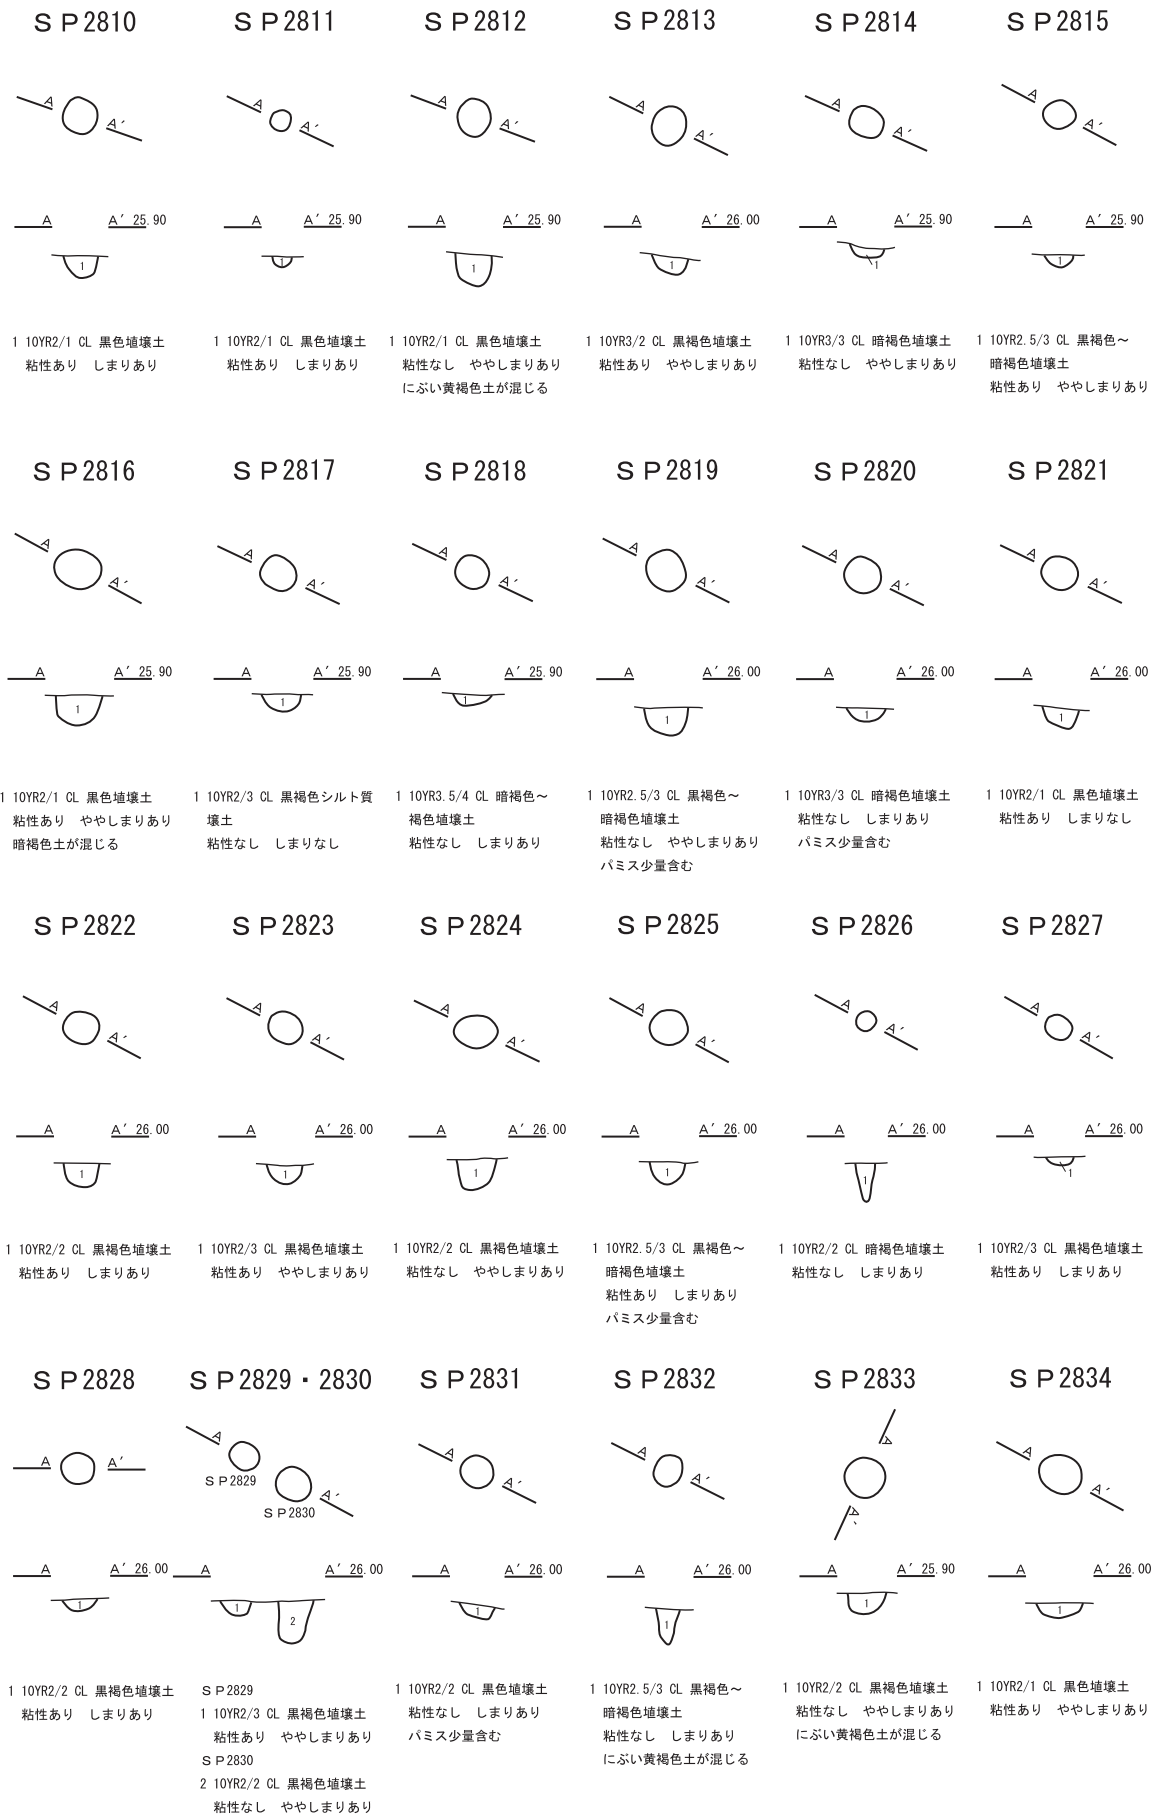 ＳＰ2810
A
A′
A
A′ 25.90
1
1 10YR2/1 CL 黒色埴壌土
粘性あり　しまりあり
ＳＰ2811
A
A′
A
A′ 25.90
1
1 10YR2/1 CL 黒色埴壌土
粘性あり　しまりあり
ＳＰ2812
A
A′
A
A′ 25.90
1
1 10YR2/1 CL 黒色埴壌土
粘性なし　ややしまりあり
にぶい黄褐色土が混じる
ＳＰ2813
A
A′
A
A′ 26.00
1
1 10YR3/2 CL 黒褐色埴壌土
粘性あり　ややしまりあり
ＳＰ2814
A
A′
A
A′ 25.90
1
1 10YR3/3 CL 暗褐色埴壌土
粘性なし　ややしまりあり
ＳＰ2815
A
A′
A
A′ 25.90
1
1 10YR2.5/3 CL 黒褐色～
暗褐色埴壌土
粘性あり　ややしまりあり
ＳＰ2816
A
A′
A
A′ 25.90
1
1 10YR2/1 CL 黒色埴壌土
粘性あり　ややしまりあり
暗褐色土が混じる
ＳＰ2817
A
A′
A
A′ 25.90
1
1 10YR2/3 CL 黒褐色シルト質
壌土
粘性なし　しまりなし
ＳＰ2818
A
A′
A
A′ 25.90
1
1 10YR3.5/4 CL 暗褐色～
褐色埴壌土
粘性なし　しまりあり
ＳＰ2819
A
A′
A
A′ 26.00
1
1 10YR2.5/3 CL 黒褐色～
暗褐色埴壌土
粘性なし　ややしまりあり
パミス少量含む
ＳＰ2820
A
A′
A
A′ 26.00
1
1 10YR3/3 CL 暗褐色埴壌土
粘性なし　しまりあり
パミス少量含む
ＳＰ2821
A
A′
A
A′ 26.00
1
1 10YR2/1 CL 黒色埴壌土
粘性あり　しまりなし
ＳＰ2822
A
A′
A
A′ 26.00
1
1 10YR2/2 CL 黒褐色埴壌土
粘性あり　しまりあり
ＳＰ2823
A
A′
A
A′ 26.00
1
1 10YR2/3 CL 黒褐色埴壌土
粘性あり　ややしまりあり
ＳＰ2824
A
A′
A
A′ 26.00
1
1 10YR2/2 CL 黒褐色埴壌土
粘性なし　ややしまりあり
ＳＰ2825
A
A′
A
A′ 26.00
1
1 10YR2.5/3 CL 黒褐色～
暗褐色埴壌土
粘性あり　しまりあり
パミス少量含む
ＳＰ2826
A
A′
A
A′ 26.00
1
1 10YR2/2 CL 暗褐色埴壌土
粘性なし　しまりあり
ＳＰ2827
A
A′
A
A′ 26.00
1
1 10YR2/3 CL 黒褐色埴壌土
粘性あり　しまりあり
ＳＰ2828
A
A′
A
A′ 26.00
1
1 10YR2/2 CL 黒褐色埴壌土
粘性あり　しまりあり
ＳＰ2829・2830
A
ＳＰ2829
A′
ＳＰ2830
A
A′ 26.00
1
2
ＳＰ2829
1 10YR2/3 CL 黒褐色埴壌土
粘性あり　ややしまりあり
ＳＰ2830
2 10YR2/2 CL 黒褐色埴壌土
粘性なし　ややしまりあり
ＳＰ2831
A
A′
A
A′ 26.00
1
1 10YR2/2 CL 黒色埴壌土
粘性なし　しまりあり
パミス少量含む
ＳＰ2832
A
A′
A
A′ 26.00
1
1 10YR2.5/3 CL 黒褐色～
暗褐色埴壌土
粘性なし　しまりあり
にぶい黄褐色土が混じる
ＳＰ2833
A
A′
A
A′ 25.90
1
1 10YR2/2 CL 黒褐色埴壌土
粘性なし　ややしまりあり
にぶい黄褐色土が混じる
ＳＰ2834
A
A′
A
A′ 26.00
1
1 10YR2/1 CL 黒色埴壌土
粘性あり　ややしまりあり